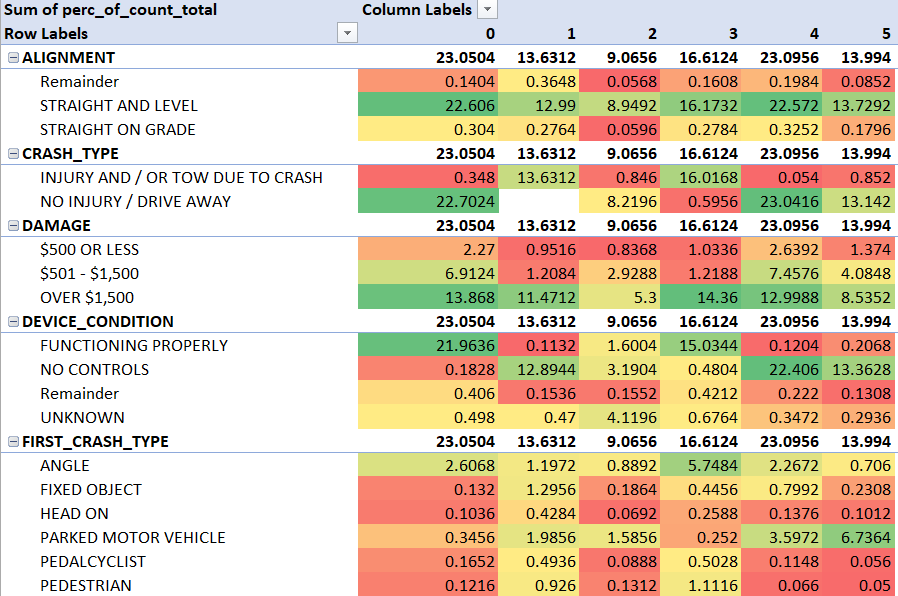 Sum of perc_of_count_total Column Labels
Row Labels 0 1 2 3 4 5
ALIGNMENT 23.0504 13.6312 9.0656 16.6124 23.0956 13.994
Remainder 0.1404 0.3648 0.0568 0.1608 0.1984 0.0852
STRAIGHT AND LEVEL 22.606 12.99 8.9492 16.1732 22.572 13.7292
STRAIGHT ON GRADE 0.304 0.2764 0.0596 0.2784 0.3252 0.1796
CRASH_TYPE 23.0504 13.6312 9.0656 16.6124 23.0956 13.994
INJURY AND / OR TOW DUE TO CRASH 0.348 13.6312 0.846 16.0168 0.054 0.852
NO INJURY / DRIVE AWAY 22.7024 8.2196 0.5956 23.0416 13.142
DAMAGE 23.0504 13.6312 9.0656 16.6124 23.0956 13.994
$500 OR LESS 2.27 0.9516 0.8368 1.0336 2.6392 1.374
$501 - $1,500 6.9124 1.2084 2.9288 1.2188 7.4576 4.0848
OVER $1,500 13.868 11.4712 5.3 14.36 12.9988 8.5352
DEVICE_CONDITION 23.0504 13.6312 9.0656 16.6124 23.0956 13.994
FUNCTIONING PROPERLY 21.9636 0.1132 1.6004 15.0344 0.1204 0.2068
NO CONTROLS 0.1828 12.8944 3.1904 0.4804 22.406 13.3628
Remainder 0.406 0.1536 0.1552 0.4212 0.222 0.1308
UNKNOWN 0.498 0.47 4.1196 0.6764 0.3472 0.2936
FIRST_CRASH_TYPE 23.0504 13.6312 9.0656 16.6124 23.0956 13.994
ANGLE 2.6068 1.1972 0.8892 5.7484 2.2672 0.706
FIXED OBJECT 0.132 1.2956 0.1864 0.4456 0.7992 0.2308
HEAD ON 0.1036 0.4284 0.0692 0.2588 0.1376 0.1012
PARKED MOTOR VEHICLE 0.3456 1.9856 1.5856 0.252 3.5972 6.7364
PEDALCYCLIST 0.1652 0.4936 0.0888 0.5028 0.1148 0.056
PEDESTRIAN 0.1216 0.926 0.1312 1.1116 0.066 0.05